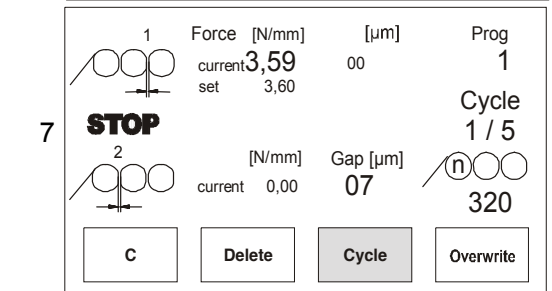 1 Force [N/mm] [µm] Prog
current 3,59 00 1
set 3,60
Cycle
7 STOP 1 / 5
2 [N/mm] Gap [µm] n
current 0,00 07 320
C Delete Cycle Overwrite